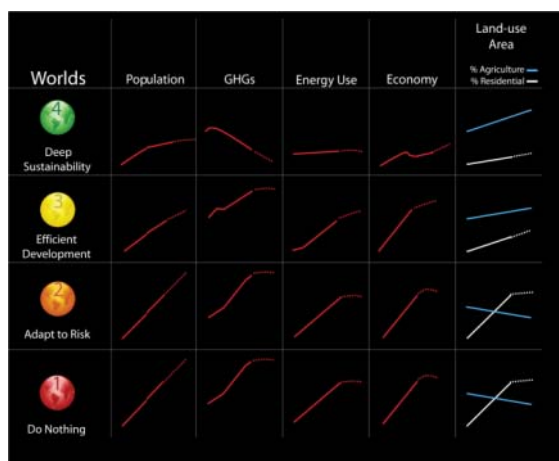 Land-use
Area
Worlds
Population
GHGs
Energy Use
Economy
% Agriculture
% Residential
4
Deep
Sustainability
3
Efficient
Development
2
Adapt to Risk
1
Do Nothing